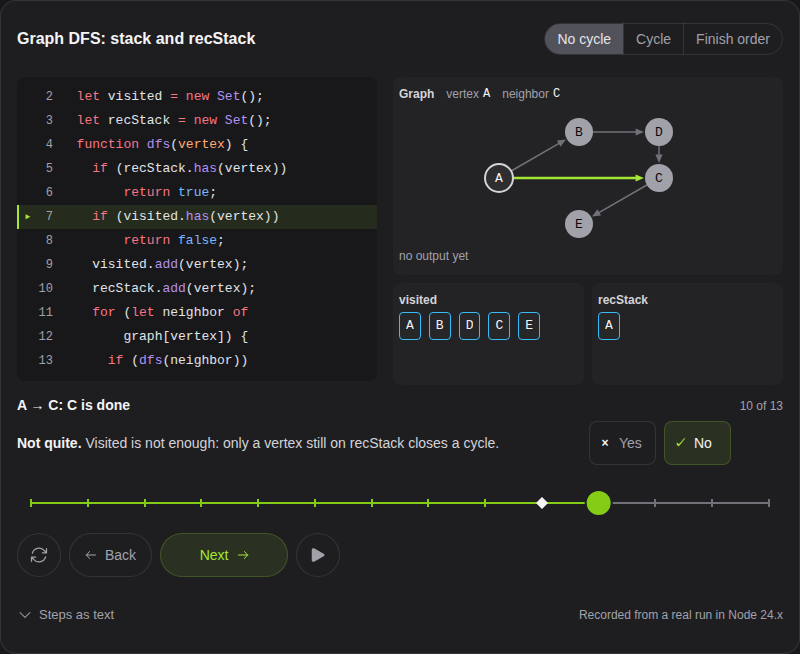 Graph DFS: stack and recStack
No cycle Cycle Finish order
2 let visited = new Set();
3 let recStack = new Set();
4 function dfs(vertex) {
5 if (recStack.has(vertex))
6 return true;
7 if (visited.has(vertex))
8 return false;
9 visited.add(vertex);
10 recStack.add(vertex);
11 for (let neighbor of
12 graph[vertex]) {
13 if (dfs(neighbor))
Graph vertex A neighbor C
B D
A C
E
no output yet
visited
A B D C E
recStack
A
A → C: C is done
10 of 13
Not quite. Visited is not enough: only a vertex still on recStack closes a cycle.
× Yes ✓ No
← Back Next →
Steps as text
Recorded from a real run in Node 24.x